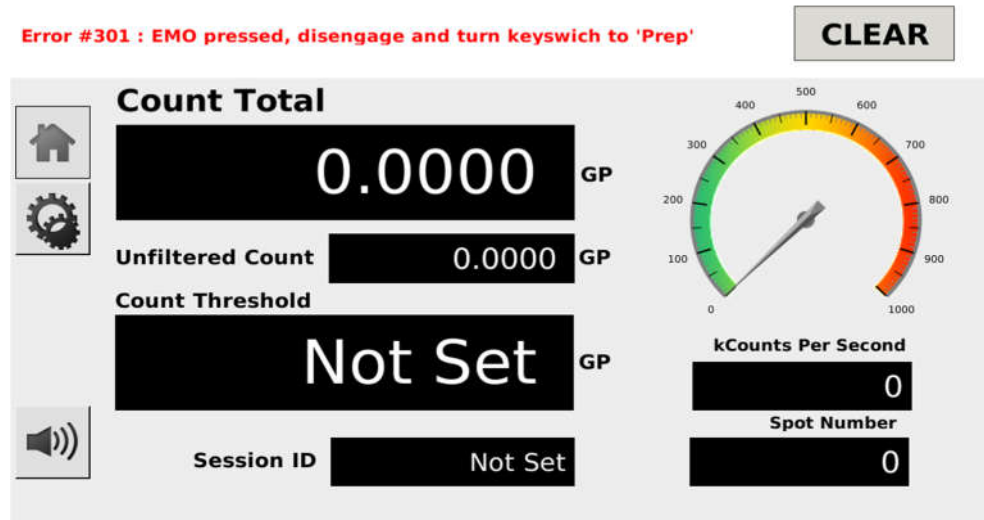 Error #301 : EMO pressed, disengage and turn keyswich to 'Prep'
CLEAR
Count Total
0.0000 GP
Unfiltered Count 0.0000 GP
Count Threshold
Not Set GP
Session ID Not Set
0
100
200
300
400
500
600
700
800
900
1000
kCounts Per Second
0
Spot Number
0